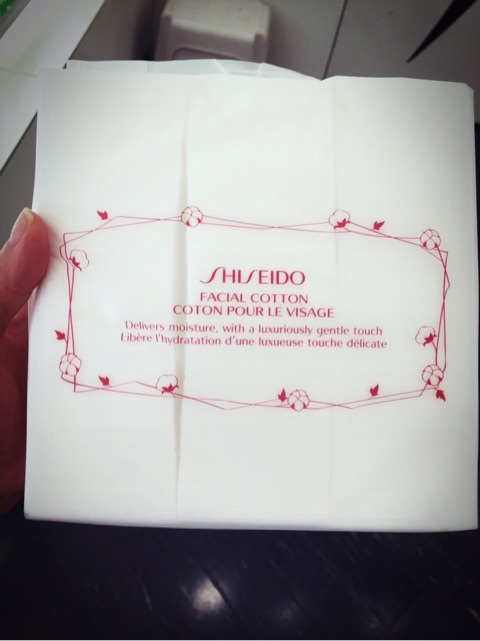 SHISEIDO
FACIAL COTTON
COTON POUR LE VISAGE
Delivers moisture, with a luxuriously gentle touch
Libère l'hydratation d'une luxueuse touche délicate